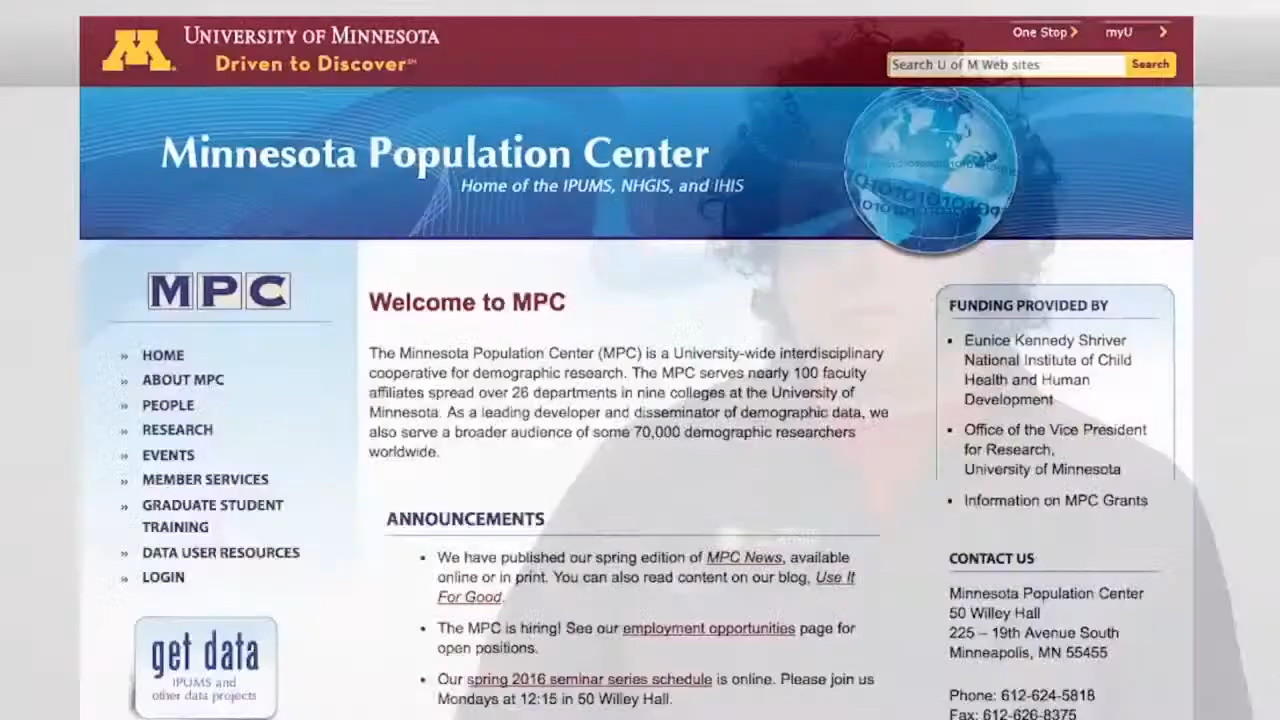 UNIVERSITY OF MINNESOTA
Driven to Discover℠
One Stop
myU
Search U of M Web sites
Search
Minnesota Population Center
Home of the IPUMS, NHGIS, and IHIS
MPC
HOME
ABOUT MPC
PEOPLE
RESEARCH
EVENTS
MEMBER SERVICES
GRADUATE STUDENT
TRAINING
DATA USER RESOURCES
LOGIN
get data
IPUMS and
other data projects
Welcome to MPC
The Minnesota Population Center (MPC) is a University-wide interdisciplinary
cooperative for demographic research. The MPC serves nearly 100 faculty
affiliates spread over 26 departments in nine colleges at the University of
Minnesota. As a leading developer and disseminator of demographic data, we
also serve a broader audience of some 70,000 demographic researchers
worldwide.
ANNOUNCEMENTS
We have published our spring edition of MPC News, available
online or in print. You can also read content on our blog, Use It
For Good.
The MPC is hiring! See our employment opportunities page for
open positions.
Our spring 2016 seminar series schedule is online. Please join us
Mondays at 12:15 in 50 Willey Hall.
FUNDING PROVIDED BY
Eunice Kennedy Shriver
National Institute of Child
Health and Human
Development
Office of the Vice President
for Research,
University of Minnesota
Information on MPC Grants
CONTACT US
Minnesota Population Center
50 Willey Hall
225 – 19th Avenue South
Minneapolis, MN 55455
Phone: 612-624-5818
Fax: 612-626-8375